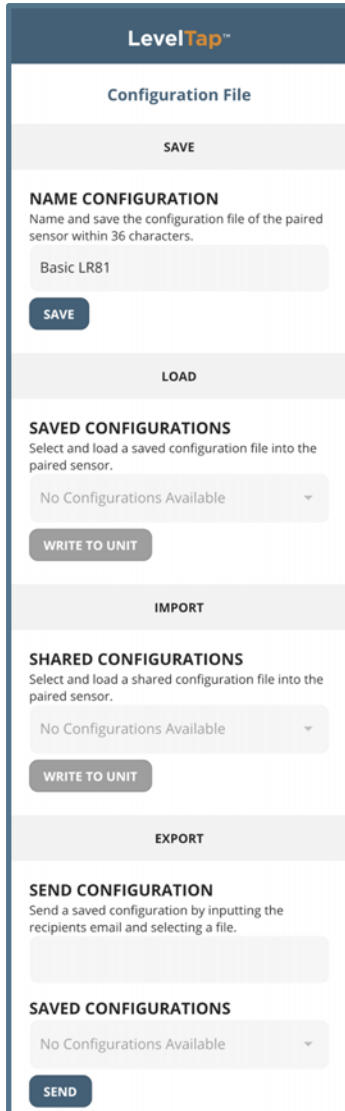 LevelTap™
Configuration File
SAVE
NAME CONFIGURATION
Name and save the configuration file of the paired
sensor within 36 characters.
Basic LR81
SAVE
LOAD
SAVED CONFIGURATIONS
Select and load a saved configuration file into the
paired sensor.
No Configurations Available
WRITE TO UNIT
IMPORT
SHARED CONFIGURATIONS
Select and load a shared configuration file into the
paired sensor.
No Configurations Available
WRITE TO UNIT
EXPORT
SEND CONFIGURATION
Send a saved configuration by inputting the
recipients email and selecting a file.
SAVED CONFIGURATIONS
No Configurations Available
SEND